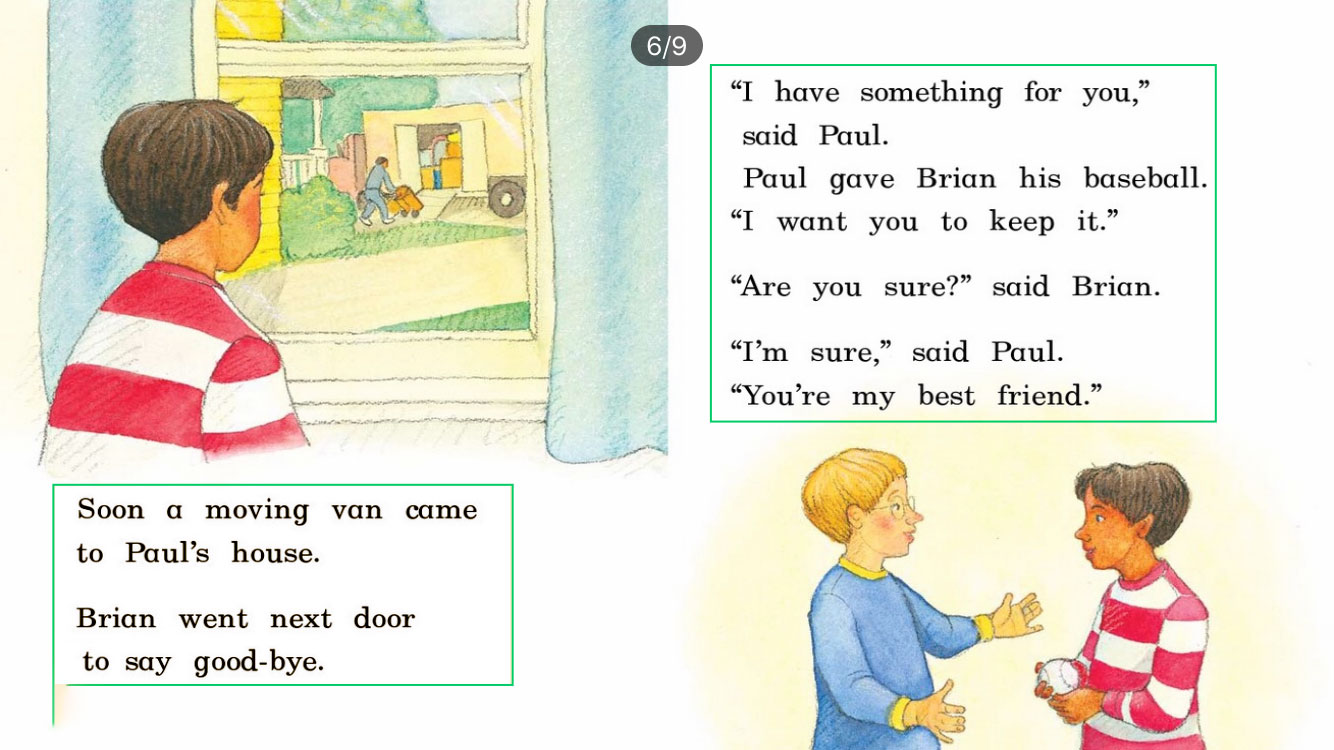 6/9
Soon a moving van came
to Paul's house.
Brian went next door
to say good-bye.
“I have something for you,”
said Paul.
Paul gave Brian his baseball.
“I want you to keep it.”
“Are you sure?” said Brian.
“I’m sure,” said Paul.
“You’re my best friend.”